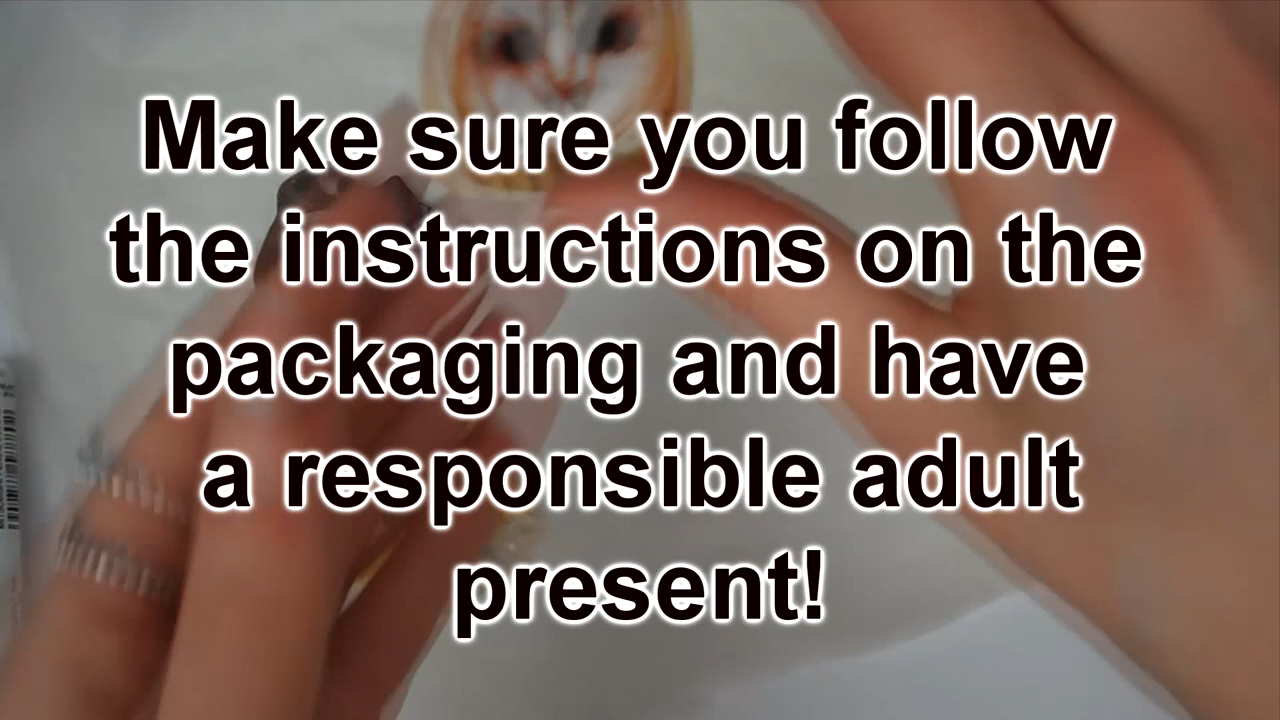 Make sure you follow
the instructions on the
packaging and have
a responsible adult
present!